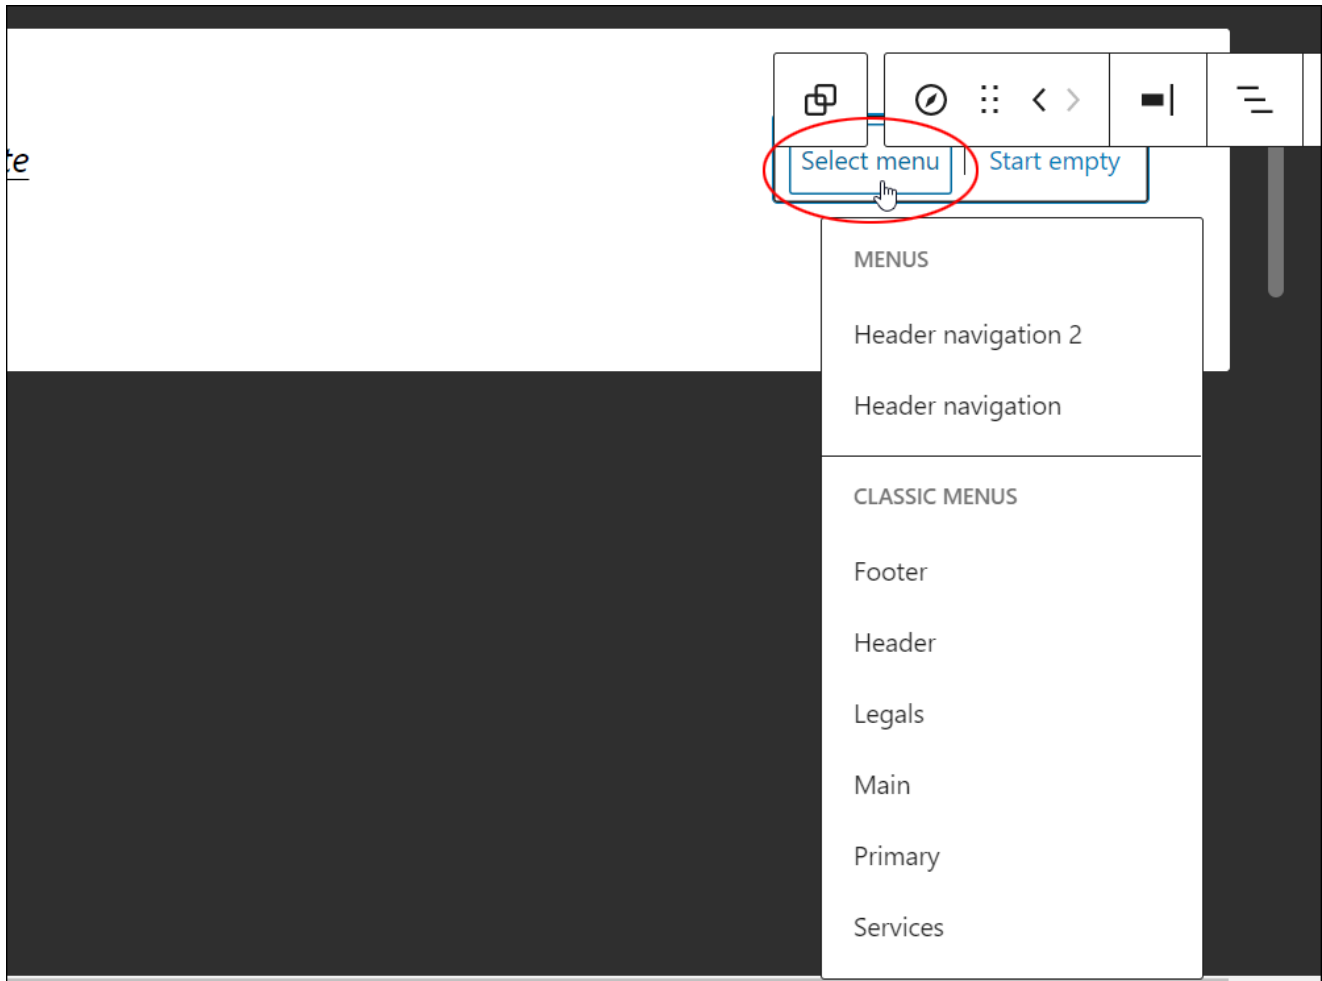 te
Select menu | Start empty
MENUS
Header navigation 2
Header navigation
CLASSIC MENUS
Footer
Header
Legals
Main
Primary
Services